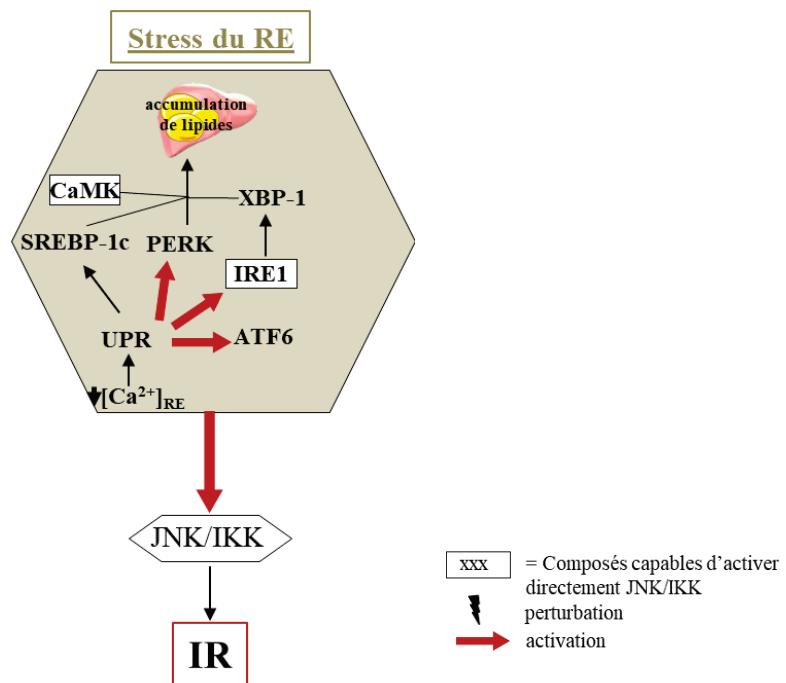 Stress du RE
accumulation
de lipides
CaMK
XBP-1
SREBP-1c
PERK
IRE1
UPR
ATF6
[Ca²⁺]RE
JNK/IKK
IR
xxx
= Composés capables d’activer
directement JNK/IKK
perturbation
activation